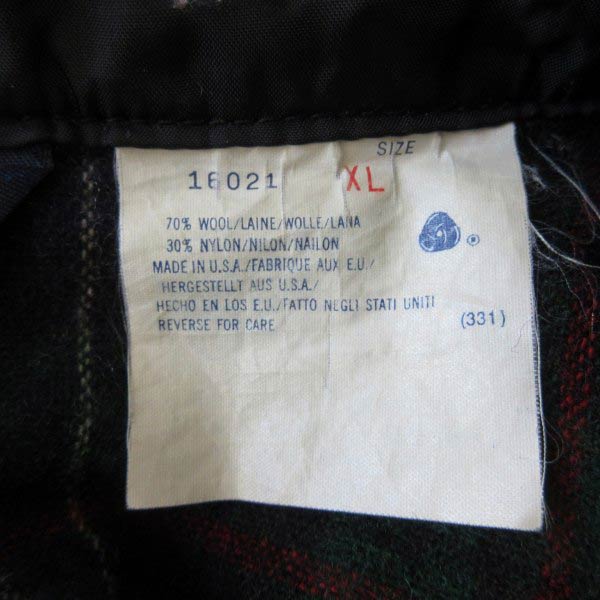 SIZE
16021 XL
70% WOOL/LAINE/WOLLE/LANA
30% NYLON/NILON/NAILON
MADE IN U.S.A./FABRIQUE AUX E.U./
HERGESTELLT AUS U.S.A./
HECHO EN LOS E.U./FATTO NEGLI STATI UNITI
REVERSE FOR CARE (331)